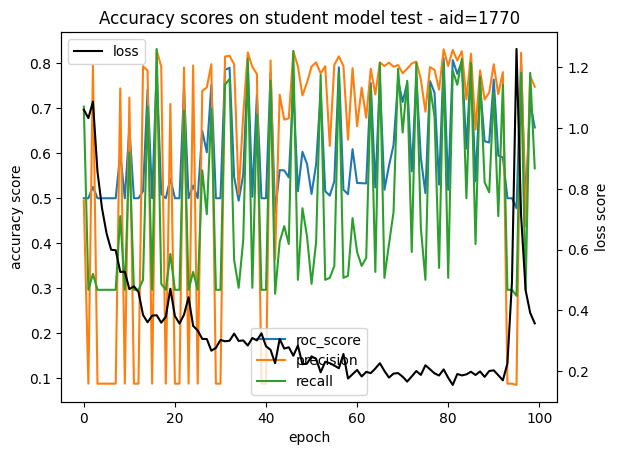 Accuracy scores on student model test - aid=1770
loss
accuracy score
0.8
0.7
0.6
0.5
0.4
0.3
0.2
0.1
1.2
1.0
0.8
0.6
0.4
0.2
loss score
roc_score
precision
recall
0
20
40
60
80
100
epoch